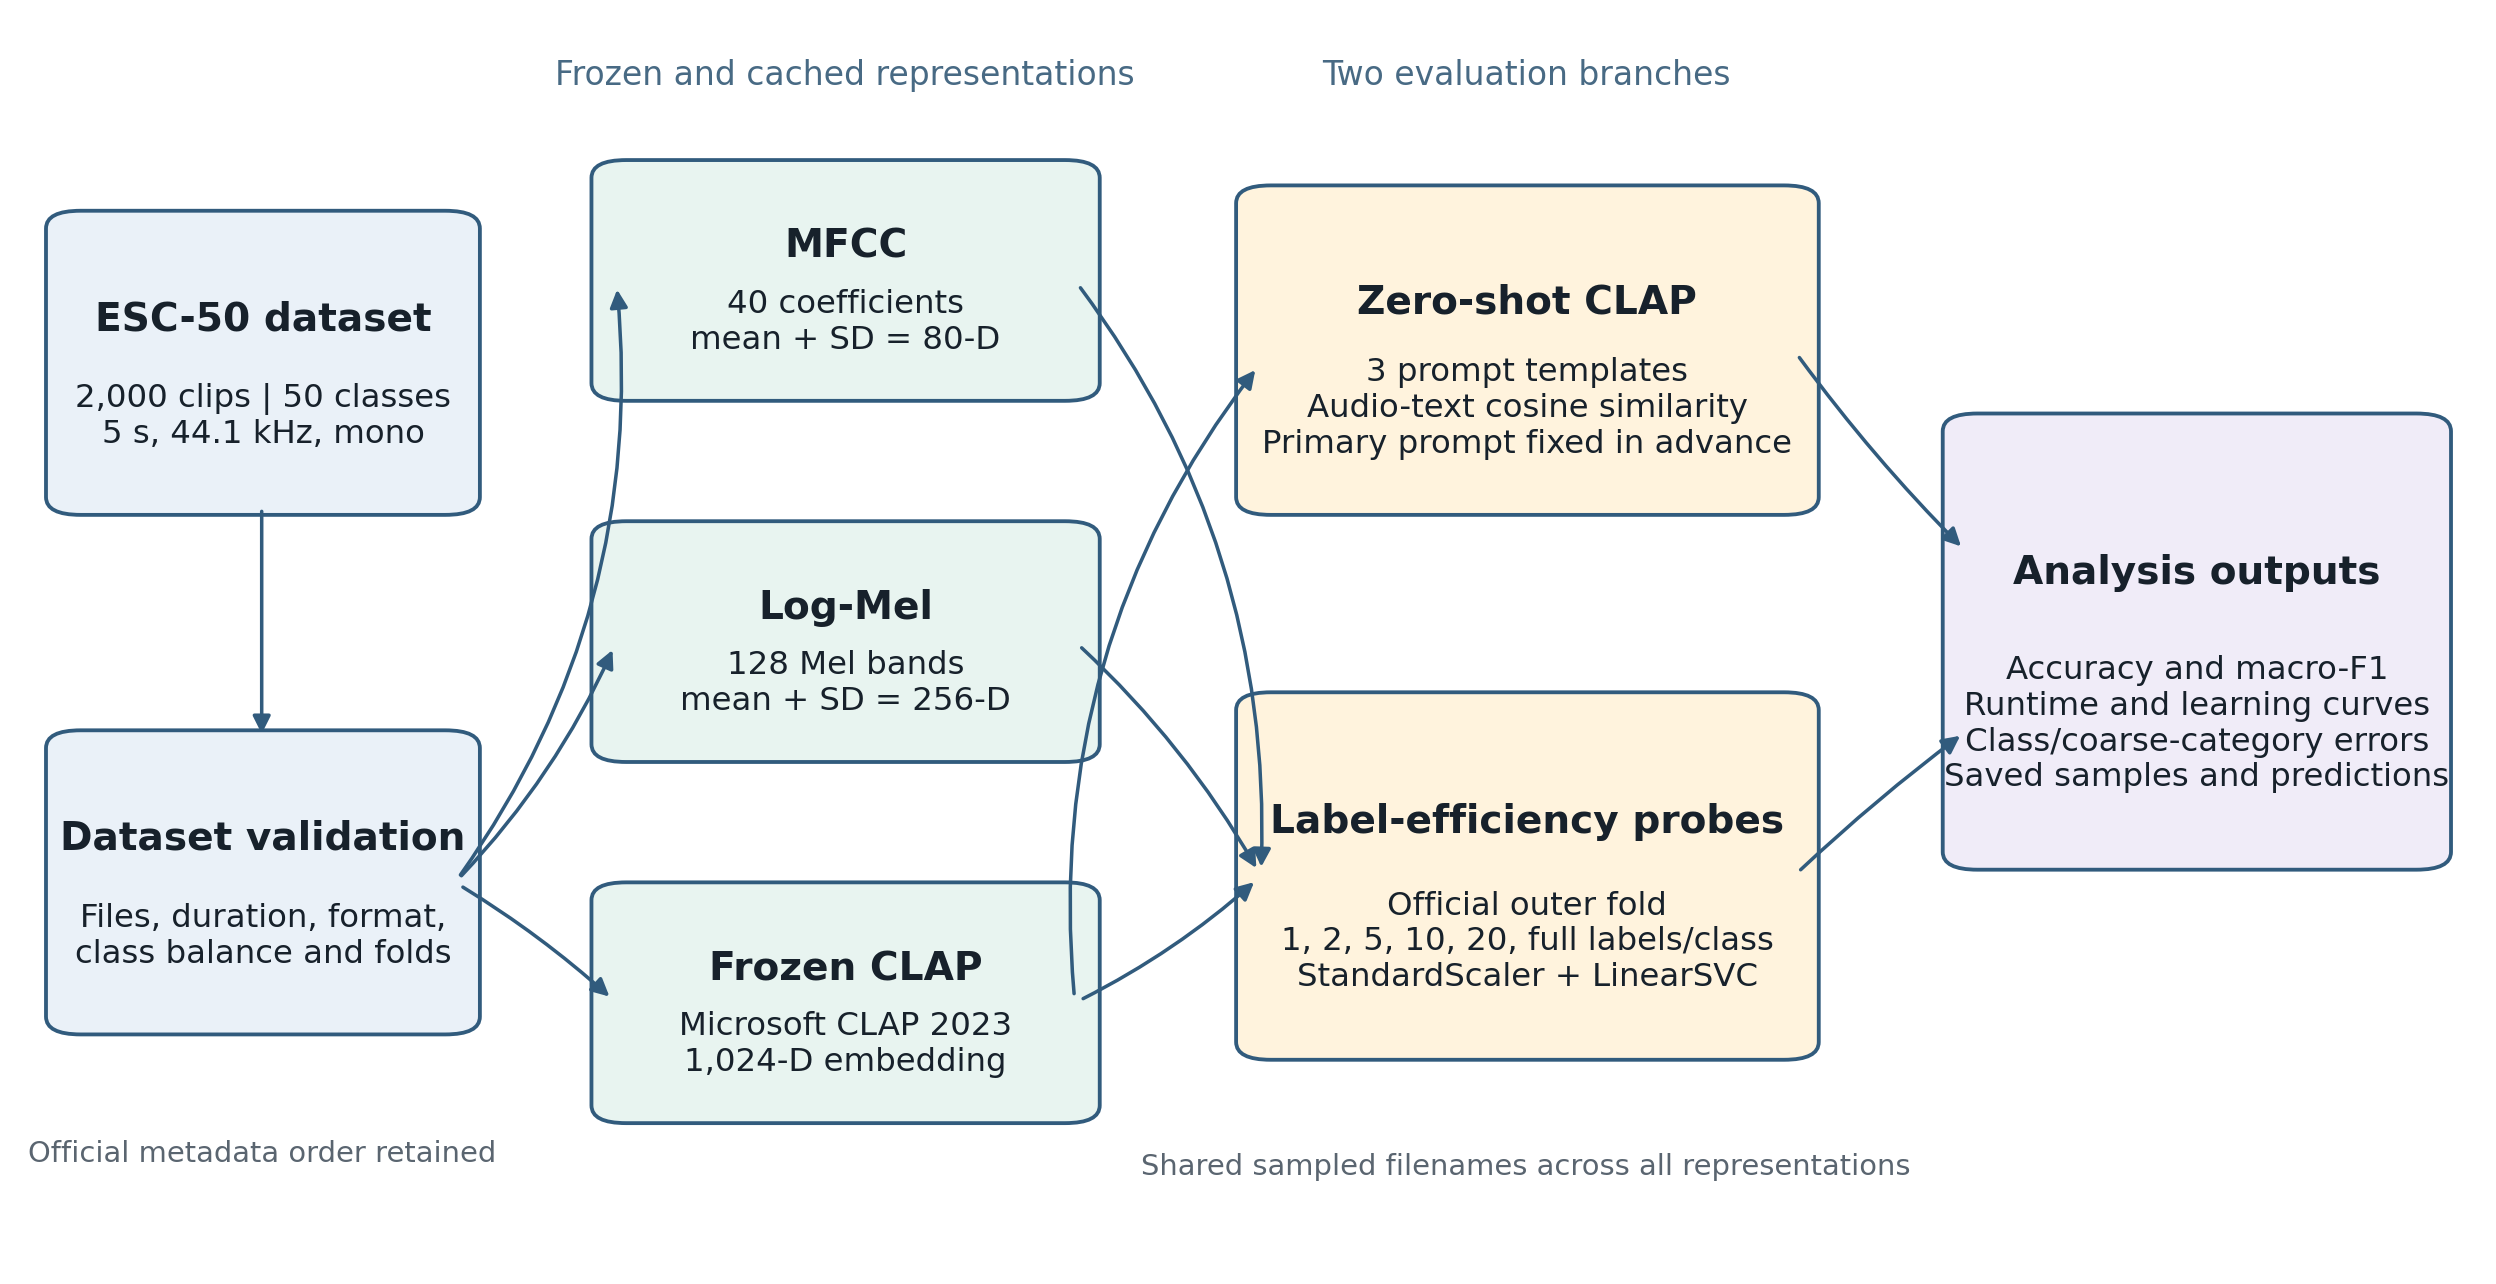 Frozen and cached representations
Two evaluation branches
ESC-50 dataset
2,000 clips | 50 classes
5 s, 44.1 kHz, mono
Dataset validation
Files, duration, format,
class balance and folds
Official metadata order retained
MFCC
40 coefficients
mean + SD = 80-D
Log-Mel
128 Mel bands
mean + SD = 256-D
Frozen CLAP
Microsoft CLAP 2023
1,024-D embedding
Zero-shot CLAP
3 prompt templates
Audio-text cosine similarity
Primary prompt fixed in advance
Label-efficiency probes
Official outer fold
1, 2, 5, 10, 20, full labels/class
StandardScaler + LinearSVC
Shared sampled filenames across all representations
Analysis outputs
Accuracy and macro-F1
Runtime and learning curves
Class/coarse-category errors
Saved samples and predictions